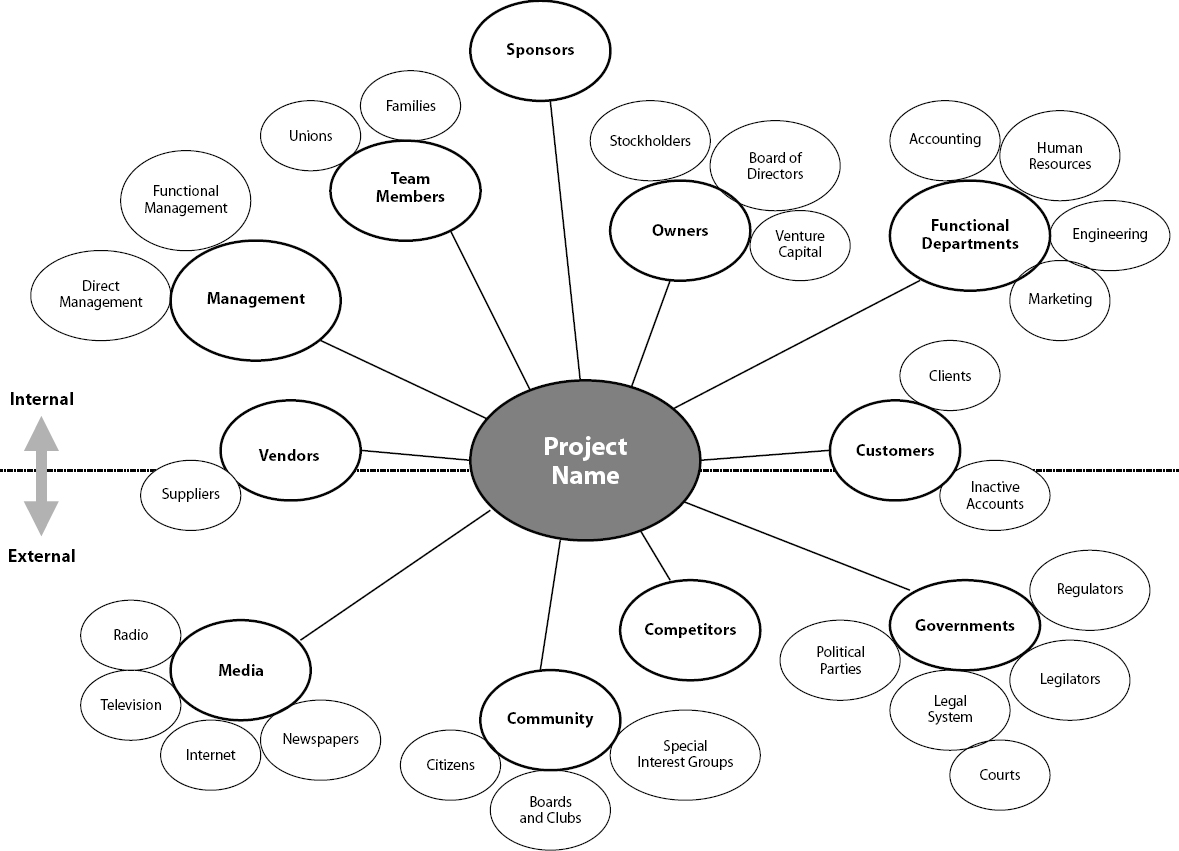 Sponsors
Families
Unions
Team
Members
Stockholders
Board of
Directors
Owners
Venture
Capital
Accounting
Human
Resources
Functional
Departments
Engineering
Marketing
Functional
Management
Direct
Management
Management
Clients
Internal
Project
Name
Vendors
Suppliers
Customers
Inactive
Accounts
External
Radio
Media
Television
Internet
Newspapers
Community
Citizens
Boards
and Clubs
Special
Interest Groups
Competitors
Regulators
Governments
Political
Parties
Legal
System
Legilators
Courts